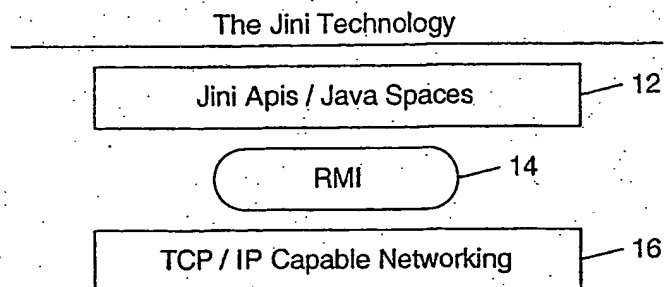 The Jini Technology
Jini Apis / Java Spaces
12
RMI
14
TCP / IP Capable Networking
16